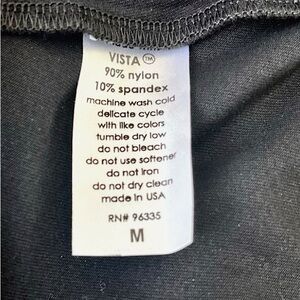 VISTA™
90% nylon
10% spandex
machine wash cold
delicate cycle
with like colors
tumble dry low
do not bleach
do not use softener
do not iron
do not dry clean
made in USA
RN# 96335
M